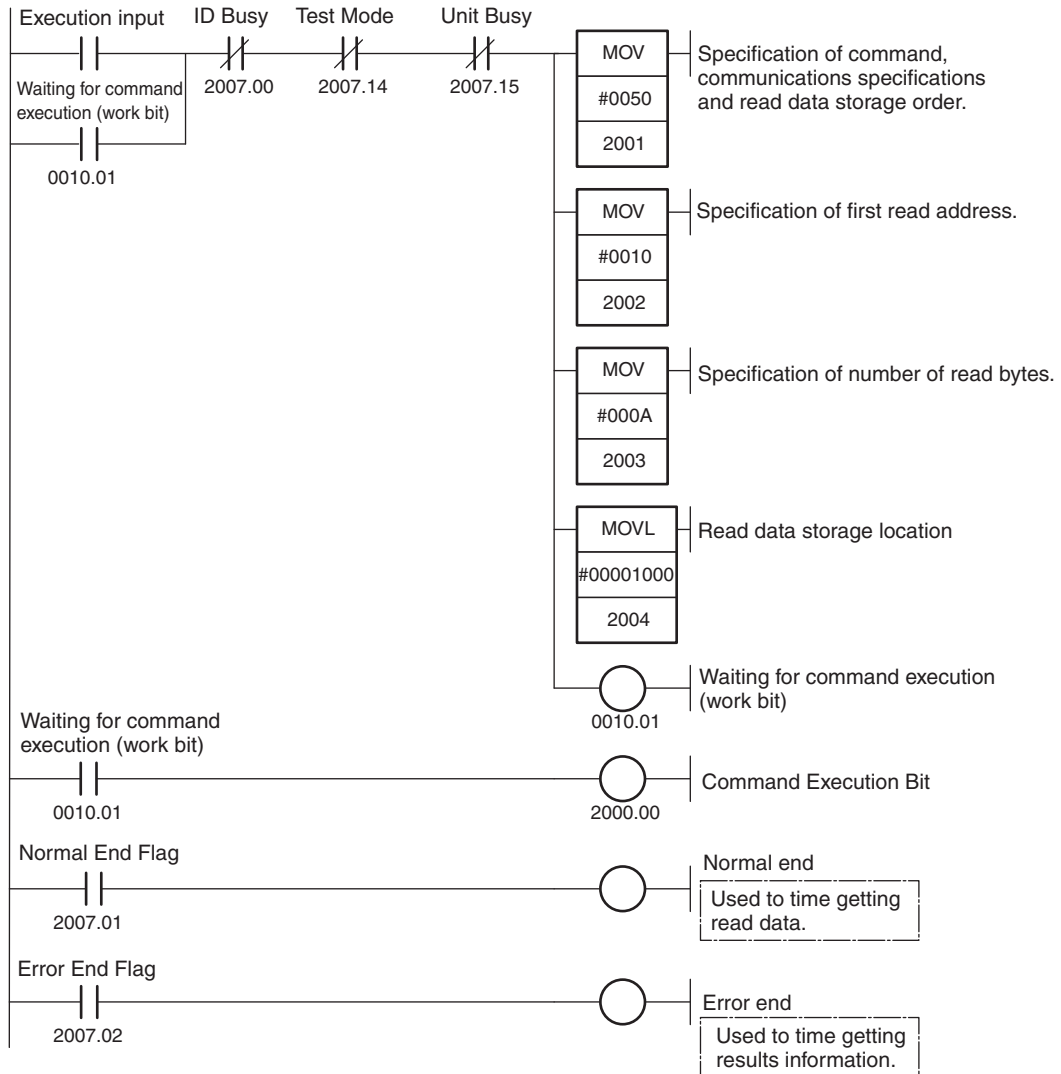 Execution input
ID Busy
Test Mode
Unit Busy
2007.00
2007.14
2007.15
Waiting for command
execution (work bit)
0010.01
MOV
#0050
2001
Specification of command,
communications specifications
and read data storage order.
MOV
#0010
2002
Specification of first read address.
MOV
#000A
2003
Specification of number of read bytes.
MOVL
#00001000
2004
Read data storage location
0010.01
Waiting for command execution
(work bit)
Waiting for command
execution (work bit)
0010.01
2000.00
Command Execution Bit
Normal End Flag
2007.01
Normal end
Used to time getting
read data.
Error End Flag
2007.02
Error end
Used to time getting
results information.